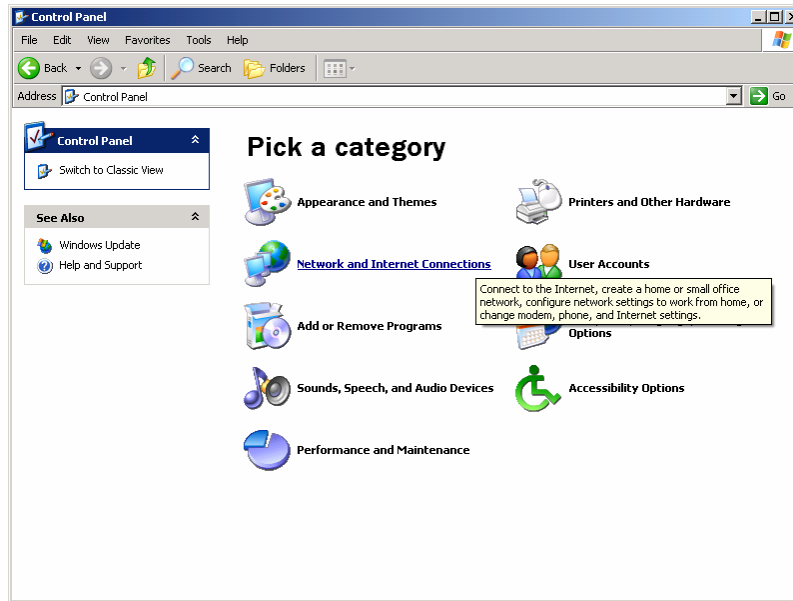 Control Panel
File Edit View Favorites Tools Help
Back Search Folders
Address Control Panel Go
Control Panel
Switch to Classic View
See Also
Windows Update
Help and Support
Pick a category
Appearance and Themes
Printers and Other Hardware
Network and Internet Connections
User Accounts
Connect to the Internet, create a home or small office
network, configure network settings to work from home, or
change modem, phone, and Internet settings.
Add or Remove Programs
Options
Sounds, Speech, and Audio Devices
Accessibility Options
Performance and Maintenance